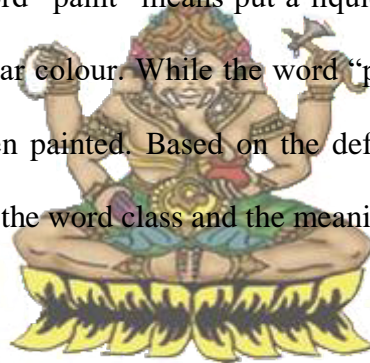 "paint" means put a liqui
ar colour. While the word "p
n painted. Based on the def
the word class and the meani